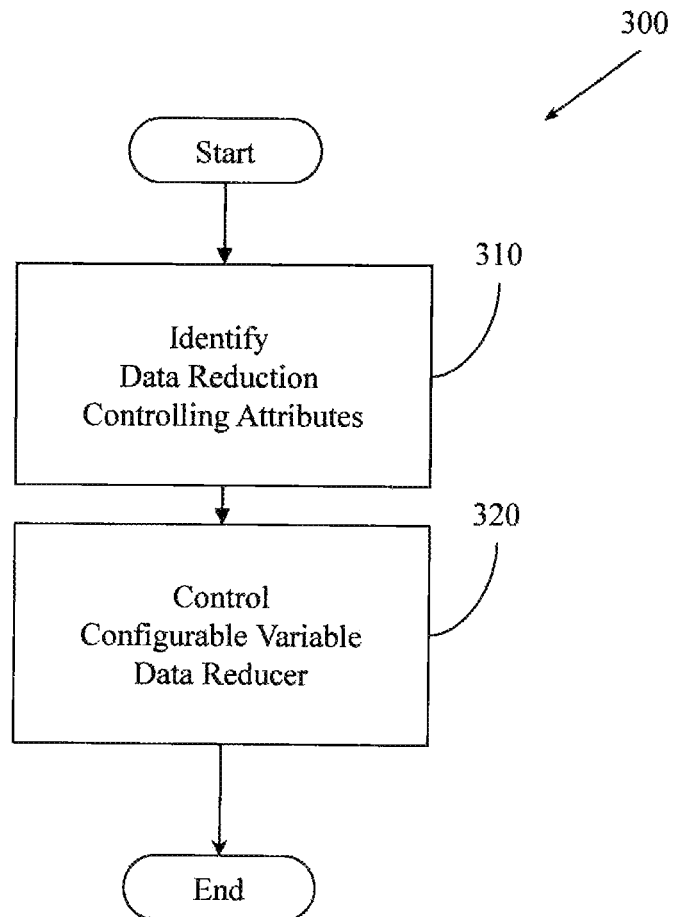 300
Start
310
Identify
Data Reduction
Controlling Attributes
320
Control
Configurable Variable
Data Reducer
End